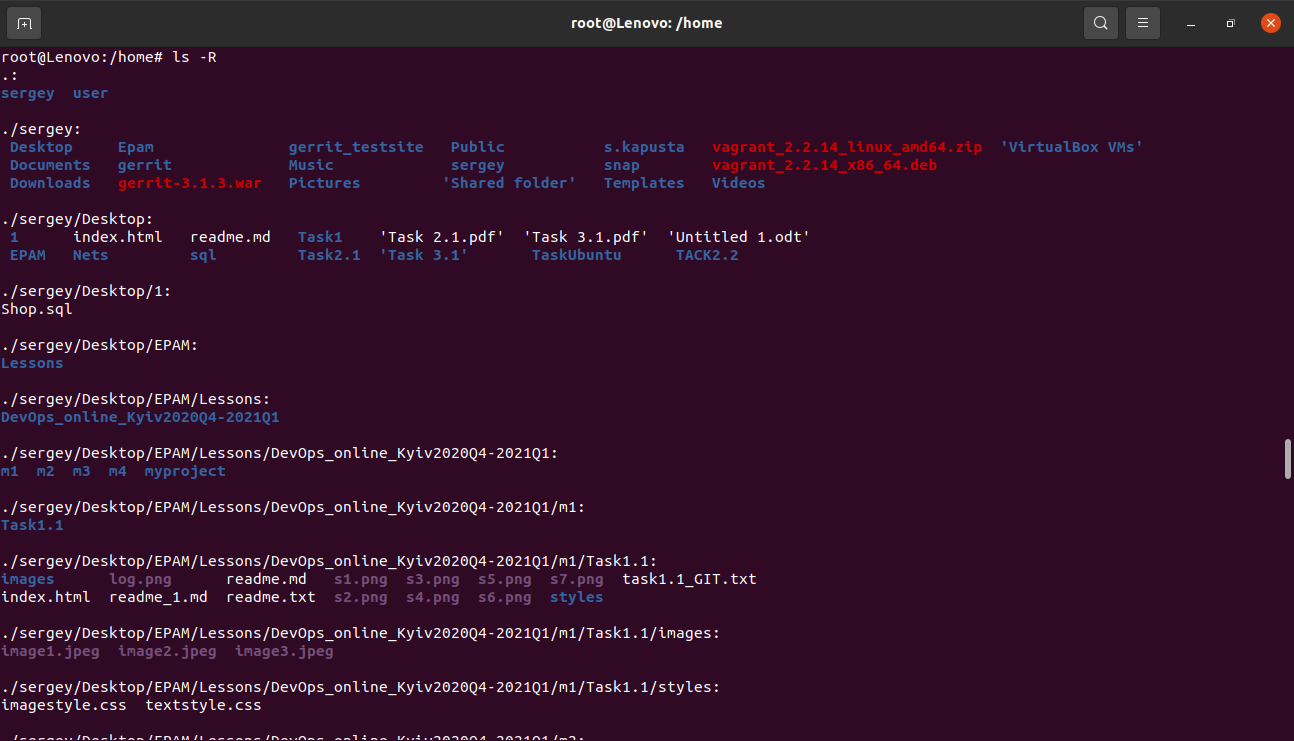 root@Lenovo: /home
root@Lenovo:/home# ls -R
.:
sergey  user
./sergey:
 Desktop     Epam               gerrit_testsite   Public           s.kapusta   vagrant_2.2.14_linux_amd64.zip  'VirtualBox VMs'
 Documents   gerrit             Music             sergey           snap        vagrant_2.2.14_x86_64.deb
 Downloads   gerrit-3.1.3.war   Pictures         'Shared folder'   Templates   Videos
./sergey/Desktop:
 1      index.html   readme.md   Task1    'Task 2.1.pdf'  'Task 3.1.pdf'  'Untitled 1.odt'
 EPAM   Nets         sql         Task2.1  'Task 3.1'       TaskUbuntu      TACK2.2
./sergey/Desktop/1:
Shop.sql
./sergey/Desktop/EPAM:
Lessons
./sergey/Desktop/EPAM/Lessons:
DevOps_online_Kyiv2020Q4-2021Q1
./sergey/Desktop/EPAM/Lessons/DevOps_online_Kyiv2020Q4-2021Q1:
m1  m2  m3  m4  myproject
./sergey/Desktop/EPAM/Lessons/DevOps_online_Kyiv2020Q4-2021Q1/m1:
Task1.1
./sergey/Desktop/EPAM/Lessons/DevOps_online_Kyiv2020Q4-2021Q1/m1/Task1.1:
images      log.png      readme.md   s1.png  s3.png  s5.png  s7.png  task1.1_GIT.txt
index.html  readme_1.md  readme.txt  s2.png  s4.png  s6.png  styles
./sergey/Desktop/EPAM/Lessons/DevOps_online_Kyiv2020Q4-2021Q1/m1/Task1.1/images:
image1.jpeg  image2.jpeg  image3.jpeg
./sergey/Desktop/EPAM/Lessons/DevOps_online_Kyiv2020Q4-2021Q1/m1/Task1.1/styles:
imagestyle.css  textstyle.css
./sergey/Desktop/EPAM/Lessons/DevOps_online_Kyiv2020Q4-2021Q1/m2: